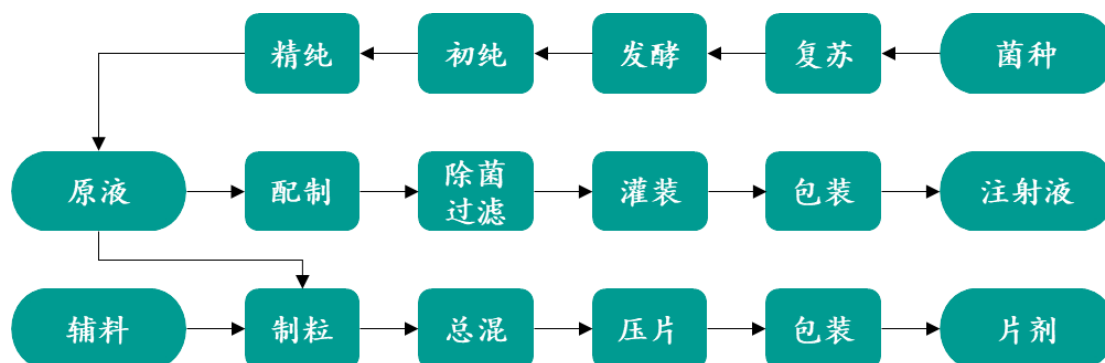 精纯
初纯
发酵
复苏
菌种
原液
配制
除菌
过滤
灌装
包装
注射液
辅料
制粒
总混
压片
包装
片剂